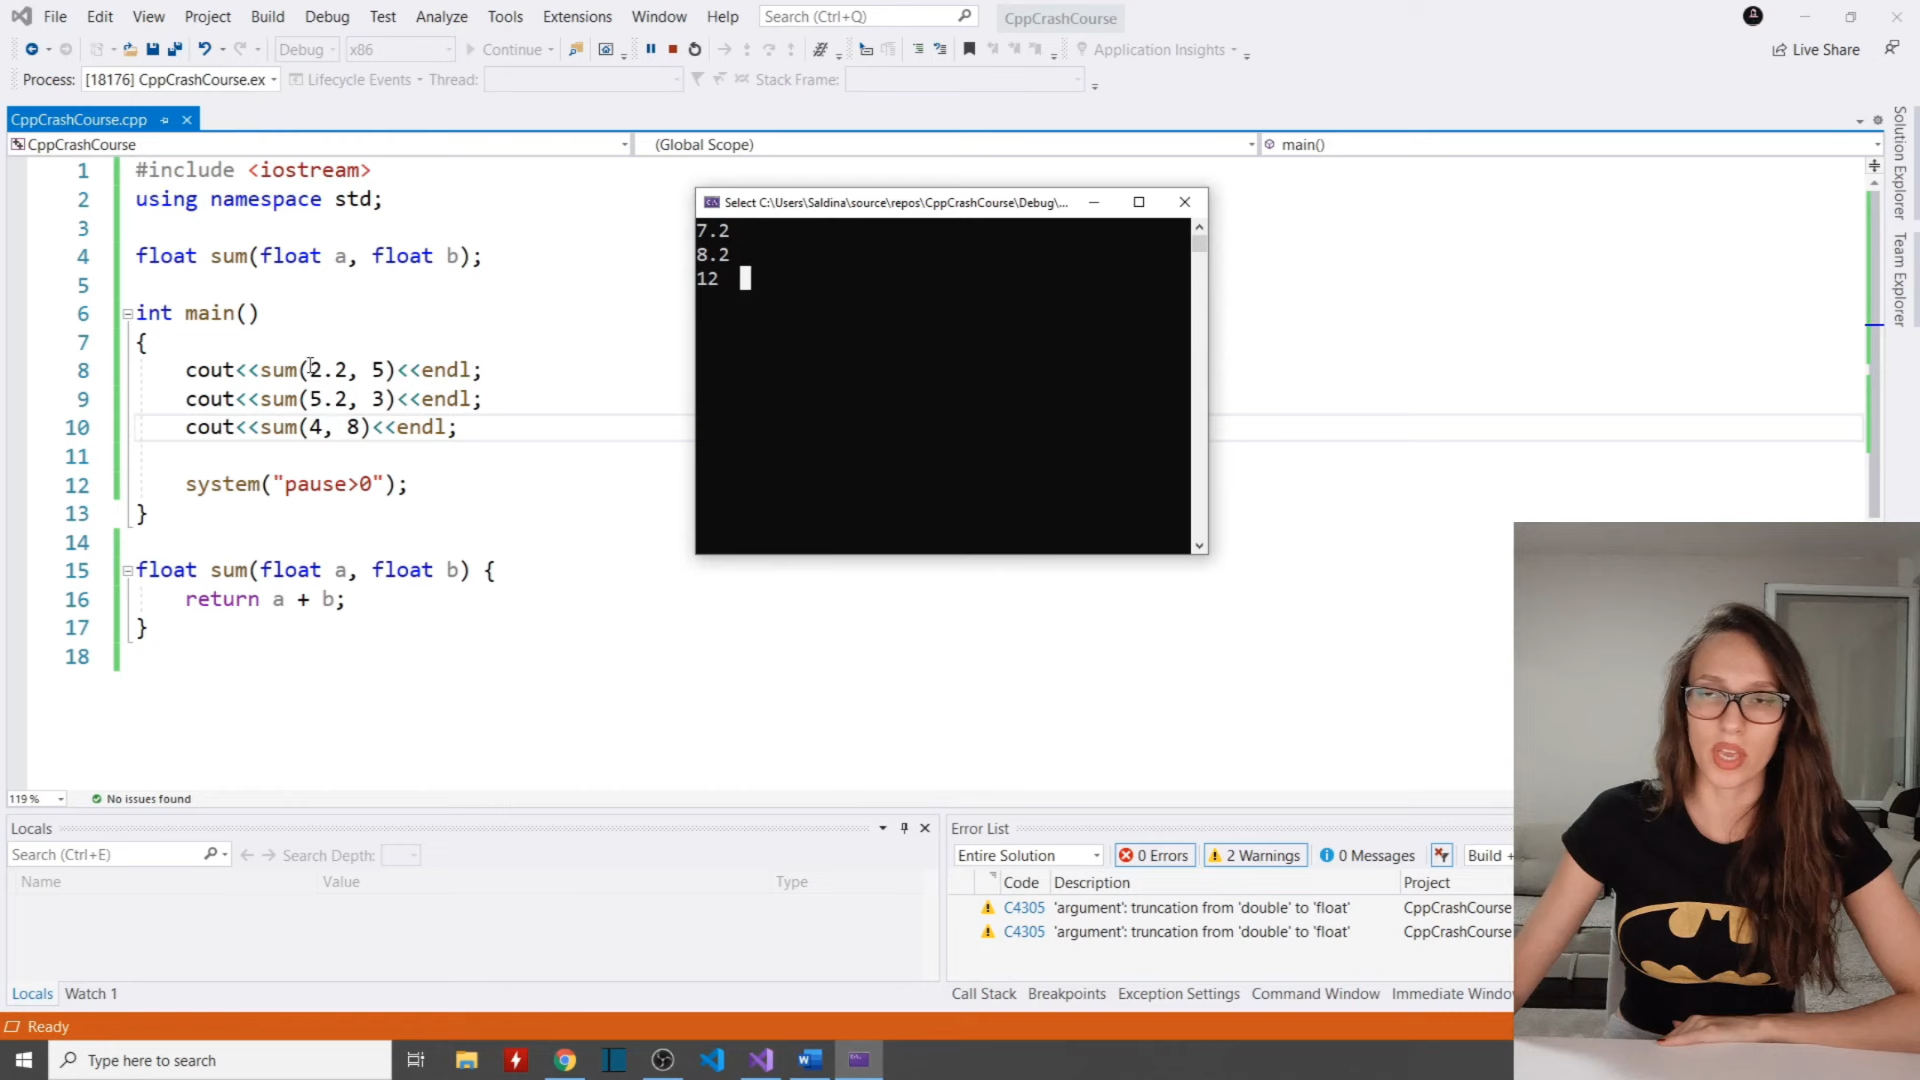 File Edit View Project Build Debug Test Analyze Tools Extensions Window Help Search (Ctrl+Q) CppCrashCourse
Debug x86 Continue Application Insights Live Share
Process: [18176] CppCrashCourse.ex Lifecycle Events Thread: Stack Frame:
CppCrashCourse.cpp
CppCrashCourse (Global Scope) main()
1 #include <iostream>
2 using namespace std;
3
4 float sum(float a, float b);
5
6 int main()
7 {
8 cout<<sum(2.2, 5)<<endl;
9 cout<<sum(5.2, 3)<<endl;
10 cout<<sum(4, 8)<<endl;
11
12 system("pause>0");
13 }
14
15 float sum(float a, float b) {
16 return a + b;
17 }
18
Select C:\Users\Saldina\source\repos\CppCrashCourse\Debug\...
7.2
8.2
12
Solution Explorer
Team Explorer
119 % No issues found
Locals
Search (Ctrl+E) Search Depth:
Name Value Type
Locals Watch 1
Error List
Entire Solution 0 Errors 2 Warnings 0 Messages Build +
Code Description Project
C4305 'argument': truncation from 'double' to 'float' CppCrashCourse
C4305 'argument': truncation from 'double' to 'float' CppCrashCourse
Call Stack Breakpoints Exception Settings Command Window Immediate Windo
Ready
Type here to search